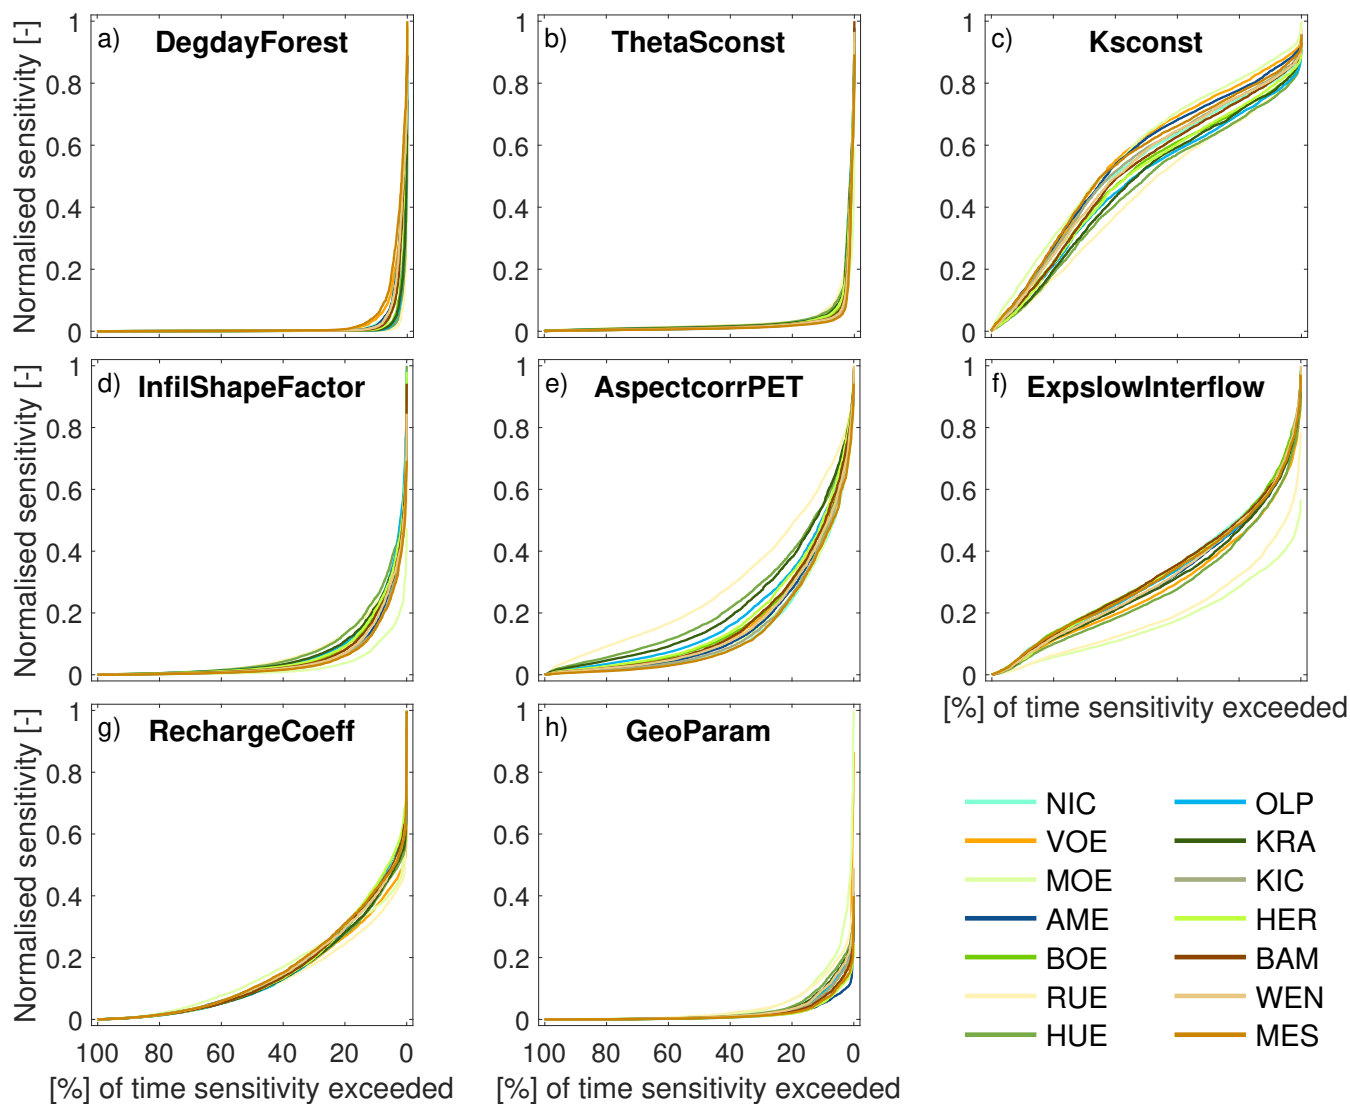 a) DegdayForest
b) ThetaSconst
c) Ksconst
Normalised sensitivity [-]
1
0.8
0.6
0.4
0.2
0
1
0.8
0.6
0.4
0.2
0
1
0.8
0.6
0.4
0.2
0
d) InfilShapeFactor
e) AspectcorrPET
f) ExpslowInterflow
Normalised sensitivity [-]
1
0.8
0.6
0.4
0.2
0
1
0.8
0.6
0.4
0.2
0
1
0.8
0.6
0.4
0.2
0
[%] of time sensitivity exceeded
g) RechargeCoeff
h) GeoParam
Normalised sensitivity [-]
1
0.8
0.6
0.4
0.2
0
1
0.8
0.6
0.4
0.2
0
100 80 60 40 20 0
100 80 60 40 20 0
[%] of time sensitivity exceeded
[%] of time sensitivity exceeded
NIC
VOE
MOE
AME
BOE
RUE
HUE
OLP
KRA
KIC
HER
BAM
WEN
MES